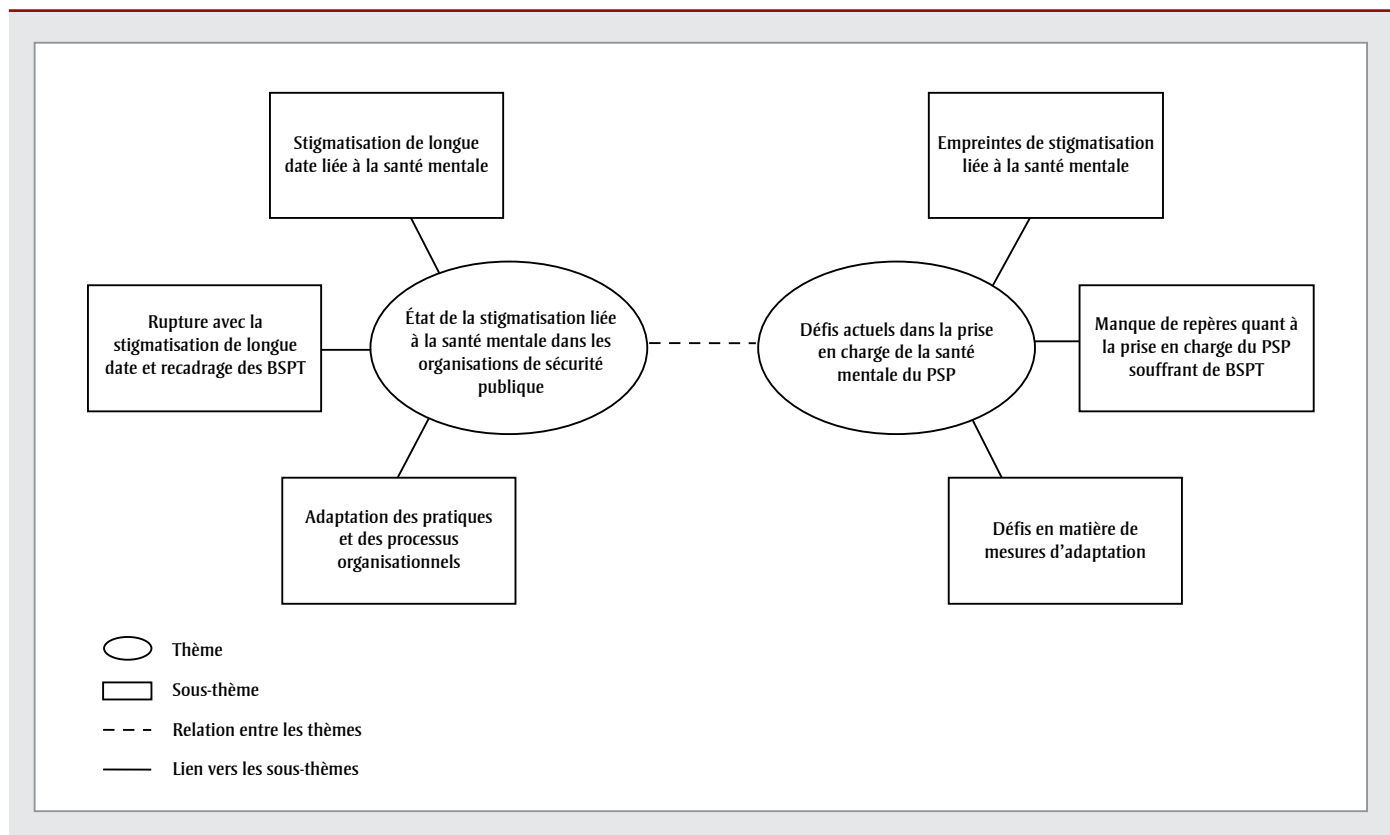 Stigmatisation de longue
date liée à la santé mentale
Rupture avec la
stigmatisation de longue
date et recadrage des BSPT
État de la stigmatisation liée
à la santé mentale dans les
organisations de sécurité
publique
Adaptation des pratiques
et des processus
organisationnels
Empreintes de stigmatisation
liée à la santé mentale
Défis actuels dans la prise
en charge de la santé
mentale du PSP
Manque de repères quant à
la prise en charge du PSP
souffrant de BSPT
Défis en matière de
mesures d’adaptation
Thème
Sous-thème
Relation entre les thèmes
Lien vers les sous-thèmes